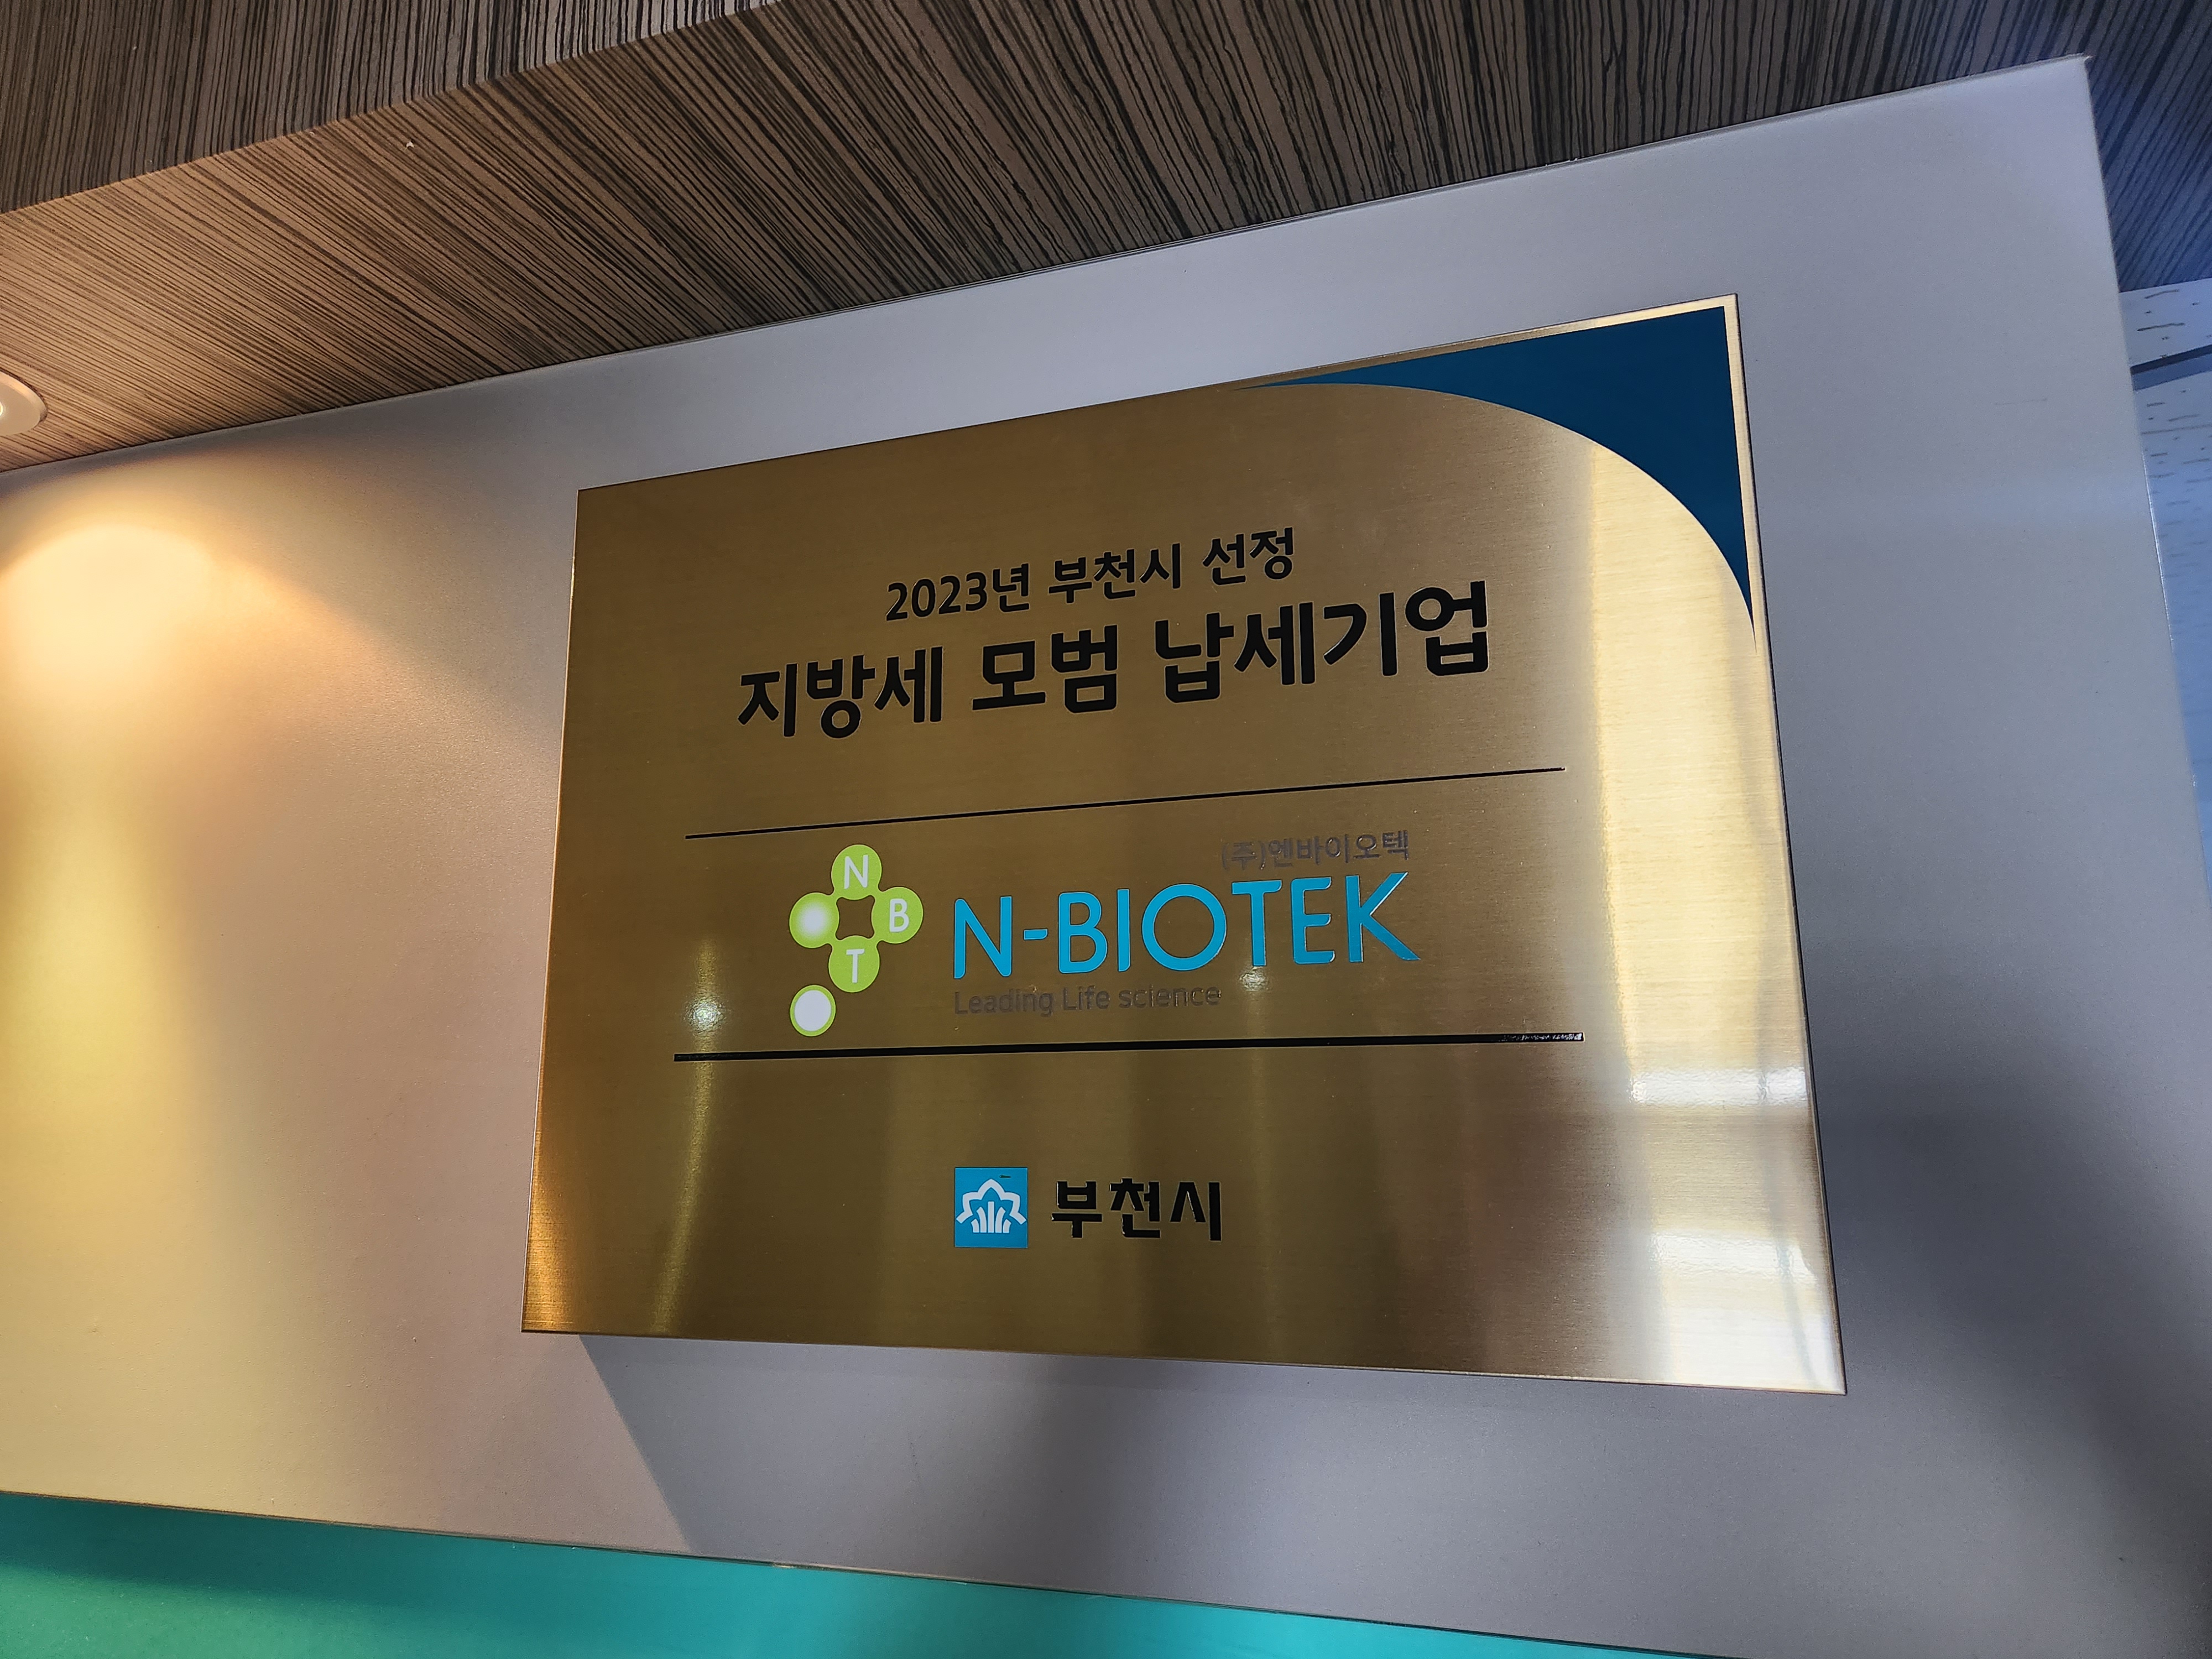 2023년 부천시 선정
지방세 모범 납세기업
N
B
T
(주)엔바이오텍
N-BIOTEK
Leading Life science
부천시